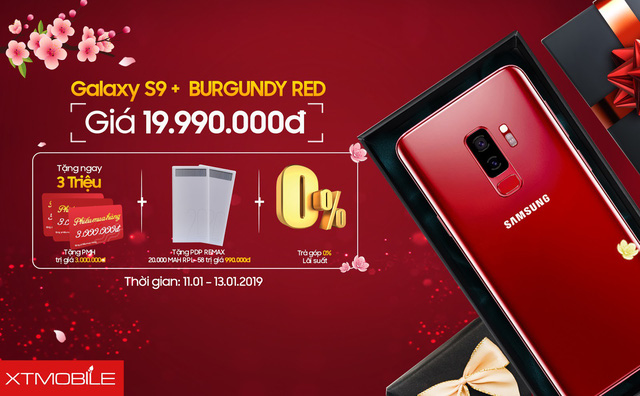 Galaxy S9 + BURGUNDY RED
Giá 19.990.000đ
Tặng ngay
3 Triệu
Phiếu mua hàng
3.000.000đ
-Tặng PMH
trị giá 3.000.000đ
+
-Tặng PDP REMAX
20.000 MAH RPL-58 trị giá 990.000đ
+
0%
Trả góp 0%
Lãi suất
Thời gian: 11.01 - 13.01.2019
SAMSUNG
XTMOBILE